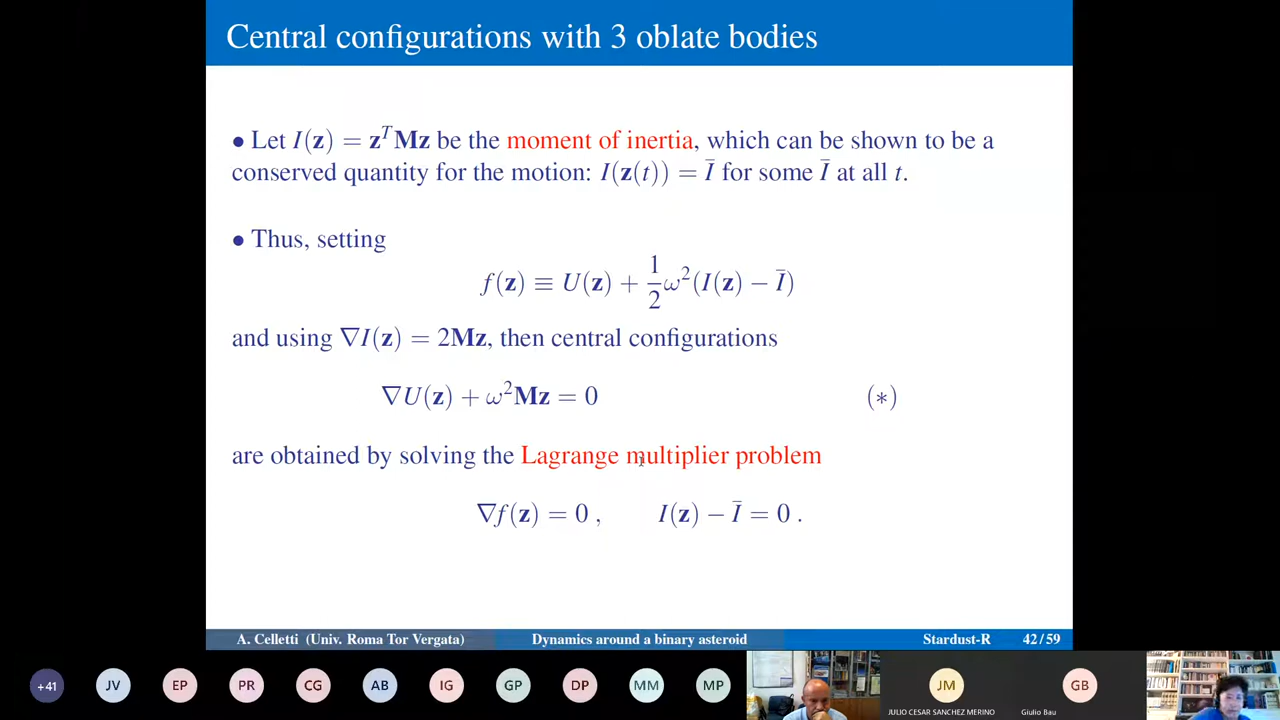 Central configurations with 3 oblate bodies
• Let I(z) = z^T Mz be the moment of inertia, which can be shown to be a
conserved quantity for the motion: I(z(t)) = Ī for some Ī at all t.
• Thus, setting
f(z) ≡ U(z) + 1/2 ω²(I(z) − Ī)
and using ∇I(z) = 2Mz, then central configurations
∇U(z) + ω²Mz = 0 (∗)
are obtained by solving the Lagrange multiplier problem
∇f(z) = 0 , I(z) − Ī = 0 .
A. Celletti (Univ. Roma Tor Vergata) Dynamics around a binary asteroid Stardust-R 42/59
+41 JV EP PR CG AB IG GP DP MM MP JM GB
JULIO CESAR SANCHEZ MERINO Giulio Bau